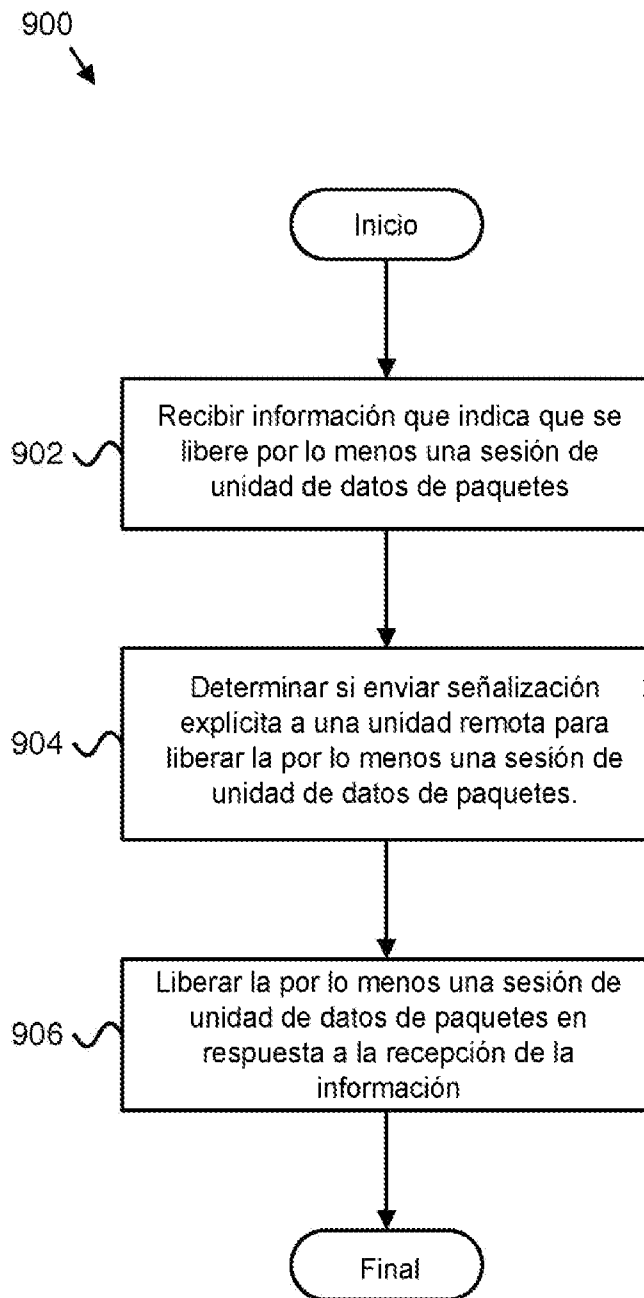 900
Inicio
Recibir información que indica que se
libere por lo menos una sesión de
unidad de datos de paquetes
902
Determinar si enviar señalización
explícita a una unidad remota para
liberar la por lo menos una sesión de
unidad de datos de paquetes.
904
Liberar la por lo menos una sesión de
unidad de datos de paquetes en
respuesta a la recepción de la
información
906
Final